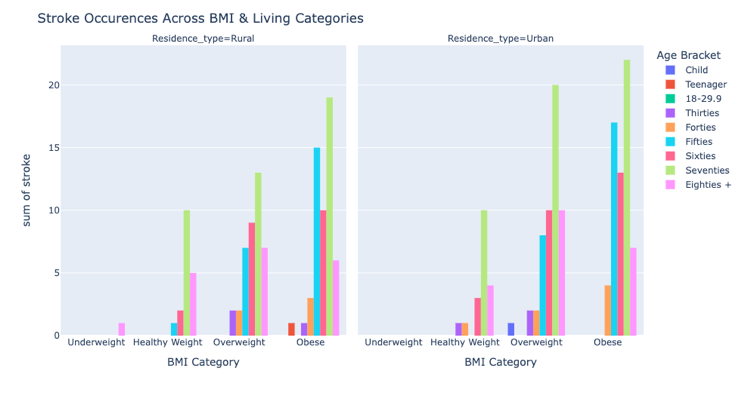 Stroke Occurences Across BMI & Living Categories
Residence_type=Rural
Residence_type=Urban
Age Bracket
Child
Teenager
18-29.9
Thirties
Forties
Fifties
Sixties
Seventies
Eighties +
sum of stroke
20
15
10
5
0
Underweight Healthy Weight Overweight Obese
Underweight Healthy Weight Overweight Obese
BMI Category
BMI Category